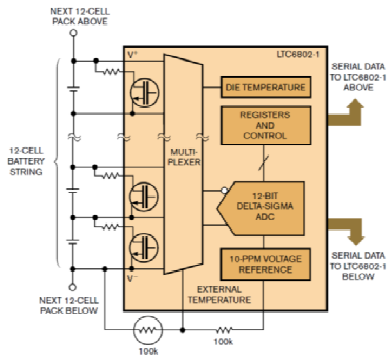 NEXT 12-CELL
PACK ABOVE
LTC6802-1
V+
DIE TEMPERATURE
SERIAL DATA
TO LTC6802-1
ABOVE
REGISTERS
AND
CONTROL
12-CELL
BATTERY
STRING
MULTI-
PLEXER
12-BIT
DELTA-SIGMA
ADC
10-PPM VOLTAGE
REFERENCE
V−
EXTERNAL
TEMPERATURE
SERIAL DATA
TO LTC6802-1
BELOW
NEXT 12-CELL
PACK BELOW
100k
100k